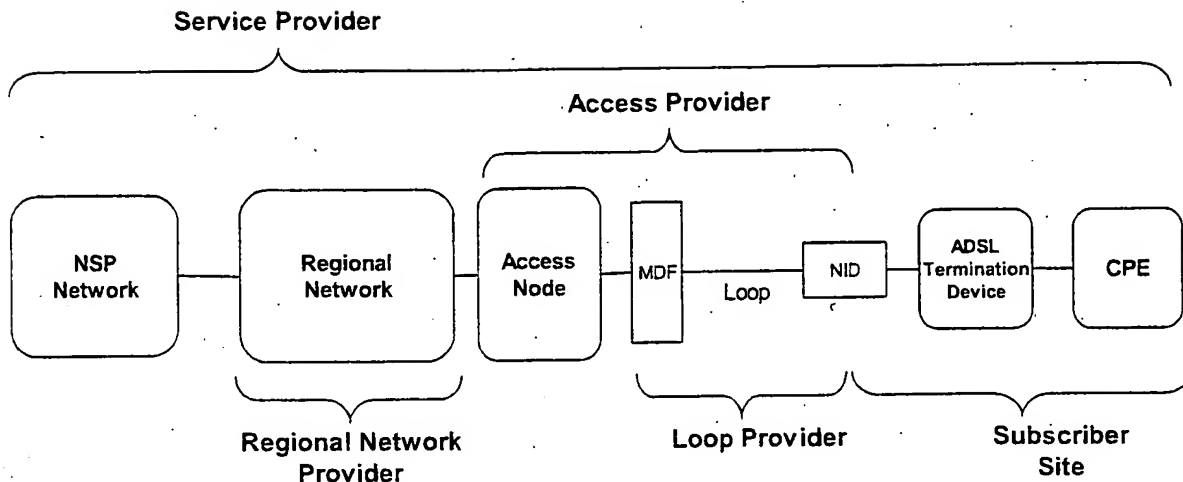 Service Provider
Access Provider
NSP
Network
Regional
Network
Access
Node
MDF
Loop
NID
ADSL
Termination
Device
CPE
Regional Network
Provider
Loop Provider
Subscriber
Site